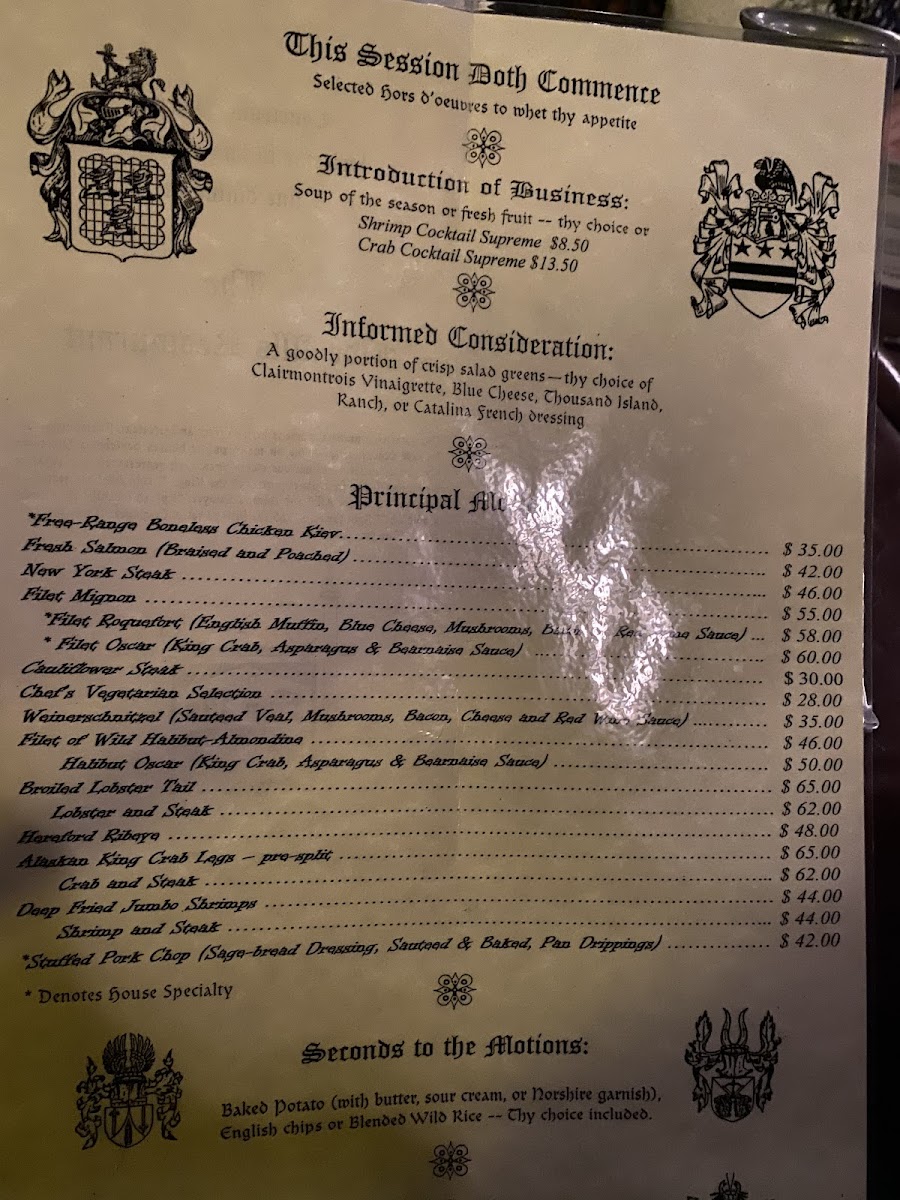 This Session Doth Commence
Selected Hors d'oeuvres to whet thy appetite
Introduction of Business:
Soup of the season or fresh fruit -- thy choice or
Shrimp Cocktail Supreme $8.50
Crab Cocktail Supreme $13.50
Informed Consideration:
A goodly portion of crisp salad greens—thy choice of
Clairmontrois Vinaigrette, Blue Cheese, Thousand Island,
Ranch, or Catalina French dressing
Principal
*Free-Range Boneless Chicken Kiev ........ $ 35.00
Fresh Salmon (Braised and Poached) ........ $ 42.00
New York Steak ........ $ 46.00
Filet Mignon ........ $ 55.00
*Filet Roquefort (English Muffin, Blue Cheese, Mushrooms, Sauce) ... $ 58.00
* Filet Oscar (King Crab, Asparagus & Bearnaise Sauce) ........ $ 60.00
Cauliflower Steak ........ $ 30.00
Chef's Vegetarian Selection ........ $ 28.00
Weinerschnitzel (Sauteed Veal, Mushrooms, Bacon, Cheese and Red Wine Sauce) ........ $ 35.00
Filet of Wild Halibut-Almondine ........ $ 46.00
Halibut Oscar (King Crab, Asparagus & Bearnaise Sauce) ........ $ 50.00
Broiled Lobster Tail ........ $ 65.00
Lobster and Steak ........ $ 62.00
Hereford Ribeye ........ $ 48.00
Alaskan King Crab Legs – pre-split ........ $ 65.00
Crab and Steak ........ $ 62.00
Deep Fried Jumbo Shrimps ........ $ 44.00
Shrimp and Steak ........ $ 44.00
*Stuffed Pork Chop (Sage-bread Dressing, Sauteed & Baked, Pan Drippings) ........ $ 42.00
* Denotes House Specialty
Seconds to the Motions:
Baked Potato (with butter, sour cream, or Norshire garnish),
English chips or Blended Wild Rice -- Thy choice included.